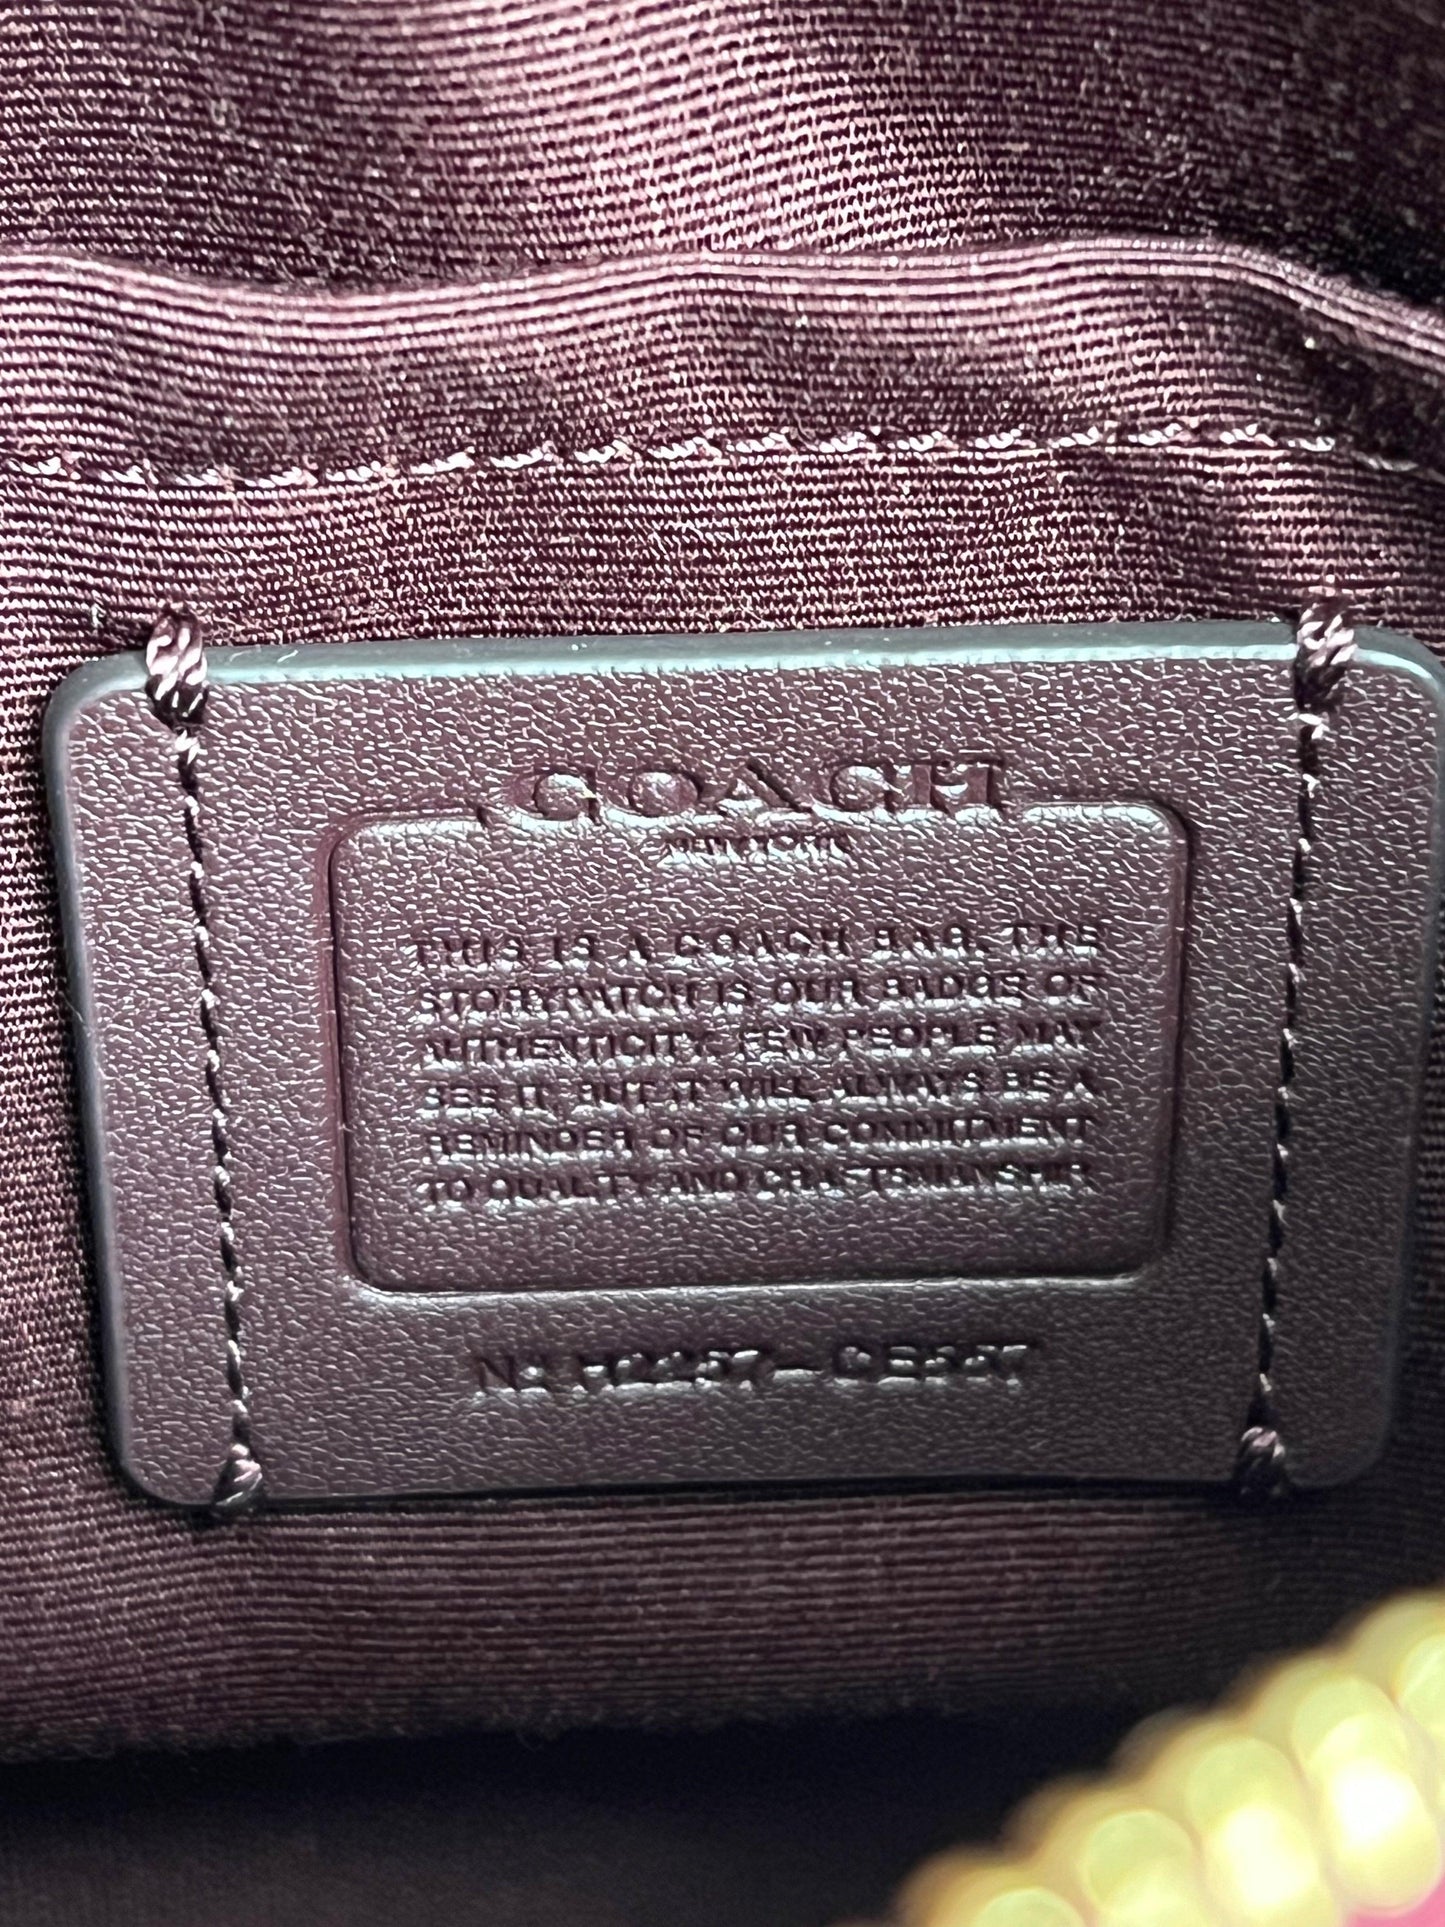 COACH
NEW YORK
THIS IS A COACH BAG. THE
STORYPATCH IS OUR BADGE OF
AUTHENTICITY. FEW PEOPLE MAY
SEE IT, BUT IT WILL ALWAYS BE A
REMINDER OF OUR COMMITMENT
TO QUALITY AND CRAFTSMANSHIP.